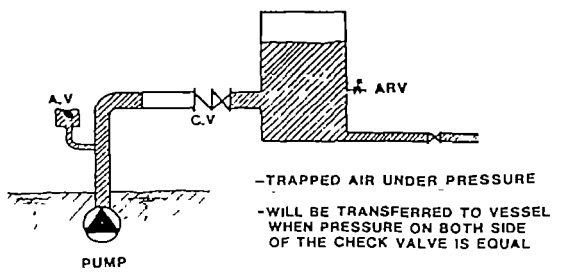 A.V
C.V
ARV
-TRAPPED AIR UNDER PRESSURE
-WILL BE TRANSFERRED TO VESSEL
WHEN PRESSURE ON BOTH SIDE
OF THE CHECK VALVE IS EQUAL
PUMP